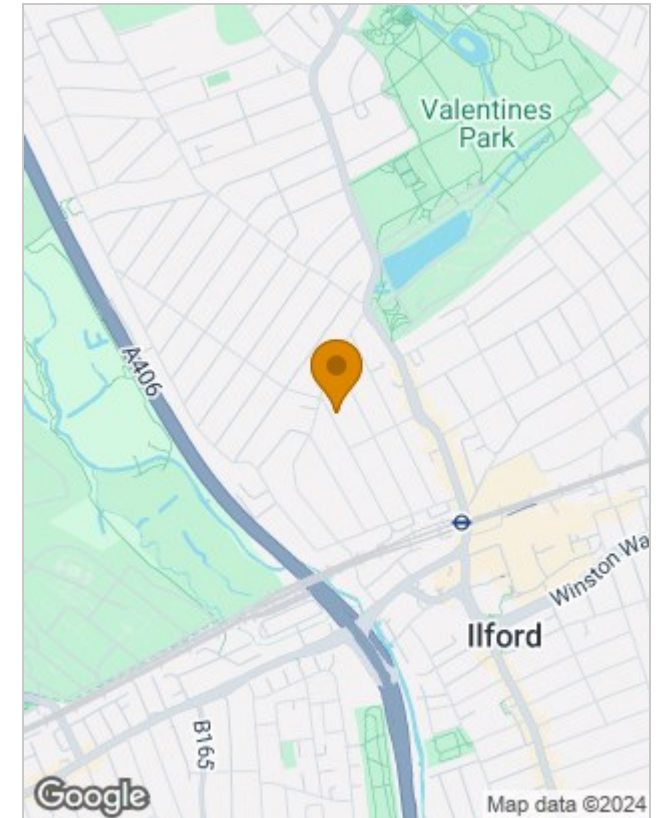 Valentines
Park
A406
Winston Wa
Ilford
B165
Google
Map data ©2024